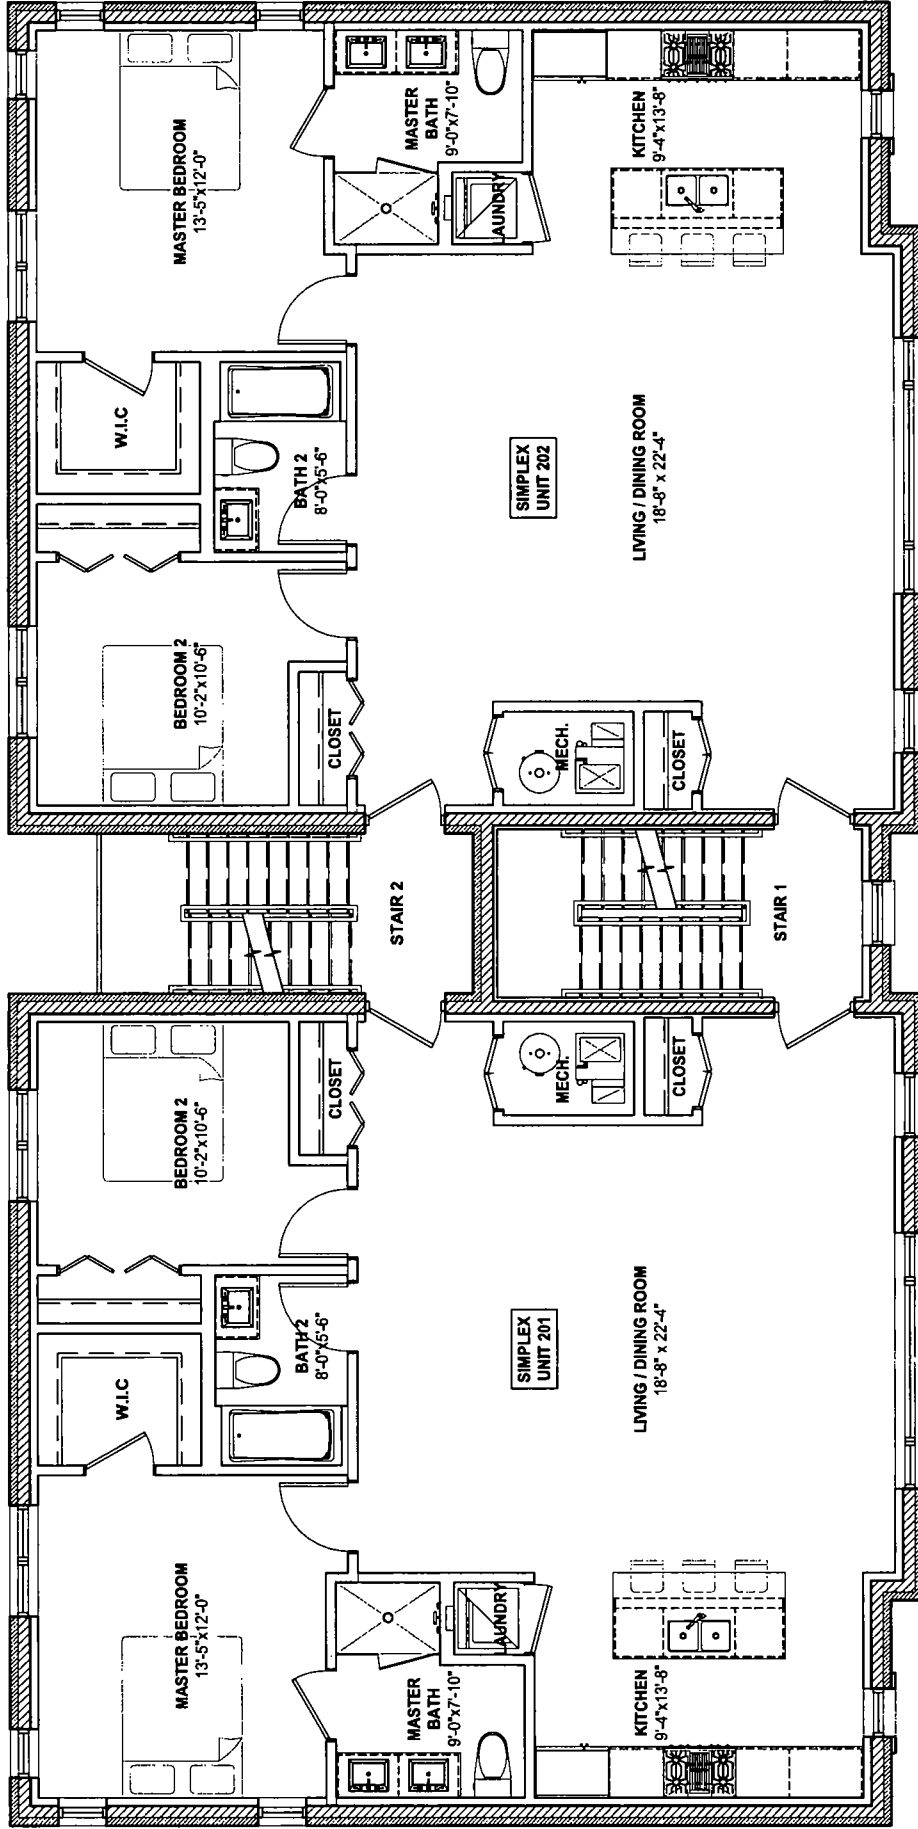 MASTER BEDROOM
13'-5"x12'-0"
W.I.C
BEDROOM 2
10'-2"x10'-6"
BEDROOM 2
10'-2"x10'-6"
W.I.C
MASTER BEDROOM
13'-5"x12'-0"
MASTER
BATH
9'-0"x7'-10"
BATH 2
8'-0"x5'-6"
CLOSET
STAIR 2
CLOSET
BATH 2
8'-0"x5'-6"
MASTER
BATH
9'-0"x7'-10"
LAUNDRY
SIMPLEX
UNIT 201
MECH.
MECH.
SIMPLEX
UNIT 202
LAUNDRY
KITCHEN
9'-4"x13'-8"
LIVING / DINING ROOM
18'-8" x 22'-4"
CLOSET
STAIR 1
CLOSET
LIVING / DINING ROOM
18'-8" x 22'-4"
KITCHEN
9'-4"x13'-8"